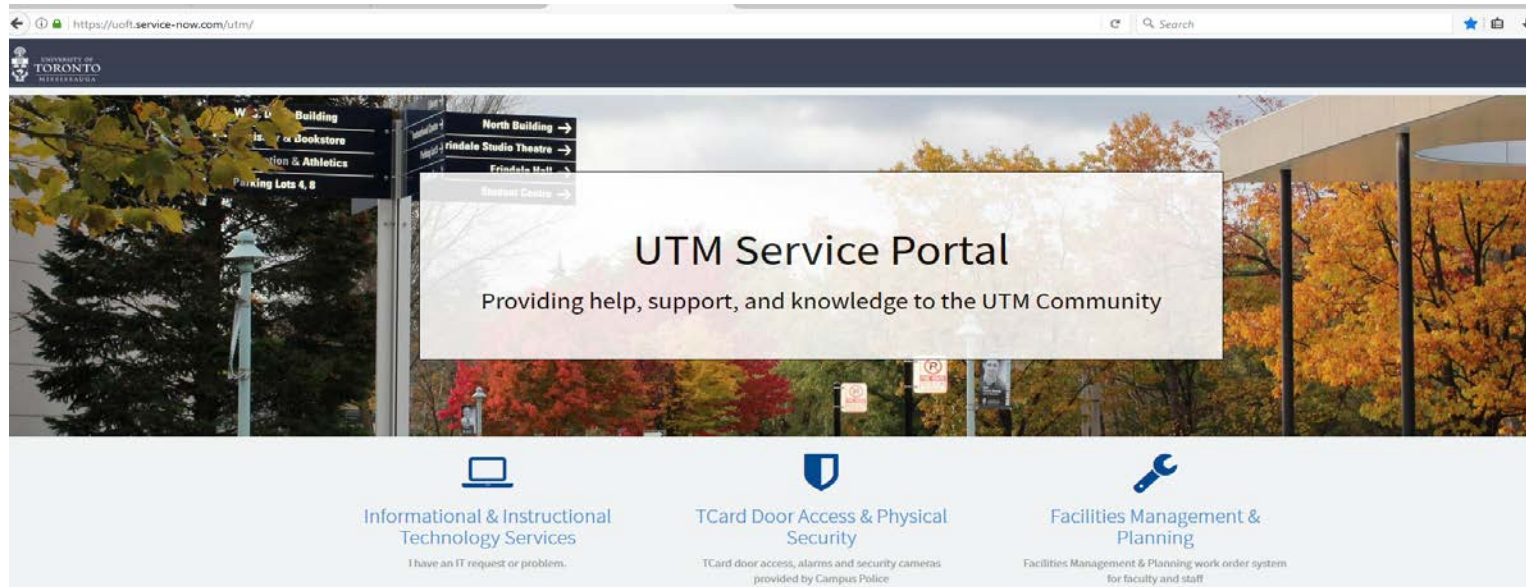 https://uoft.service-now.com/utm/
Search
UNIVERSITY OF
TORONTO
MISSISSAUGA
Building
Bookstore
& Athletics
Parking Lots 4, 8
North Building →
Studio Theatre →
Erindale Hall →
Student Centre →
UTM Service Portal
Providing help, support, and knowledge to the UTM Community
Informational & Instructional
Technology Services
I have an IT request or problem.
TCard Door Access & Physical
Security
TCard door access, alarms and security cameras
provided by Campus Police
Facilities Management &
Planning
Facilities Management & Planning work order system
for faculty and staff